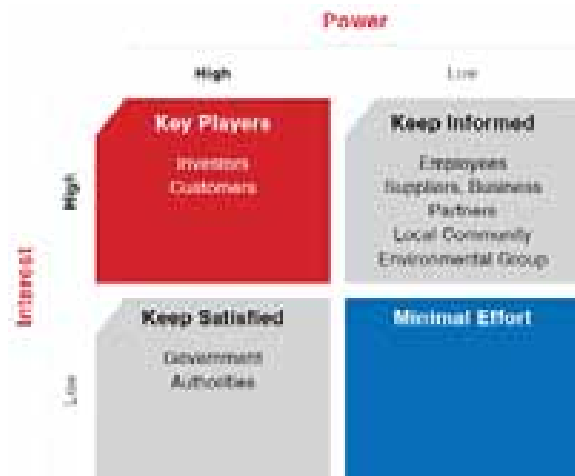 Power
High
Low
Interest
High
Key Players
Investors
Customers
Keep Informed
Employees
Suppliers, Business
Partners
Local Community
Environmental Group
Low
Keep Satisfied
Government
Authorities
Minimal Effort